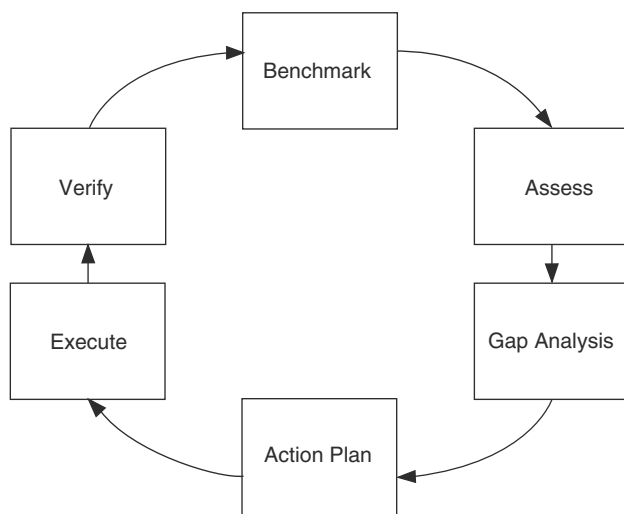 Benchmark
Verify
Assess
Execute
Gap Analysis
Action Plan